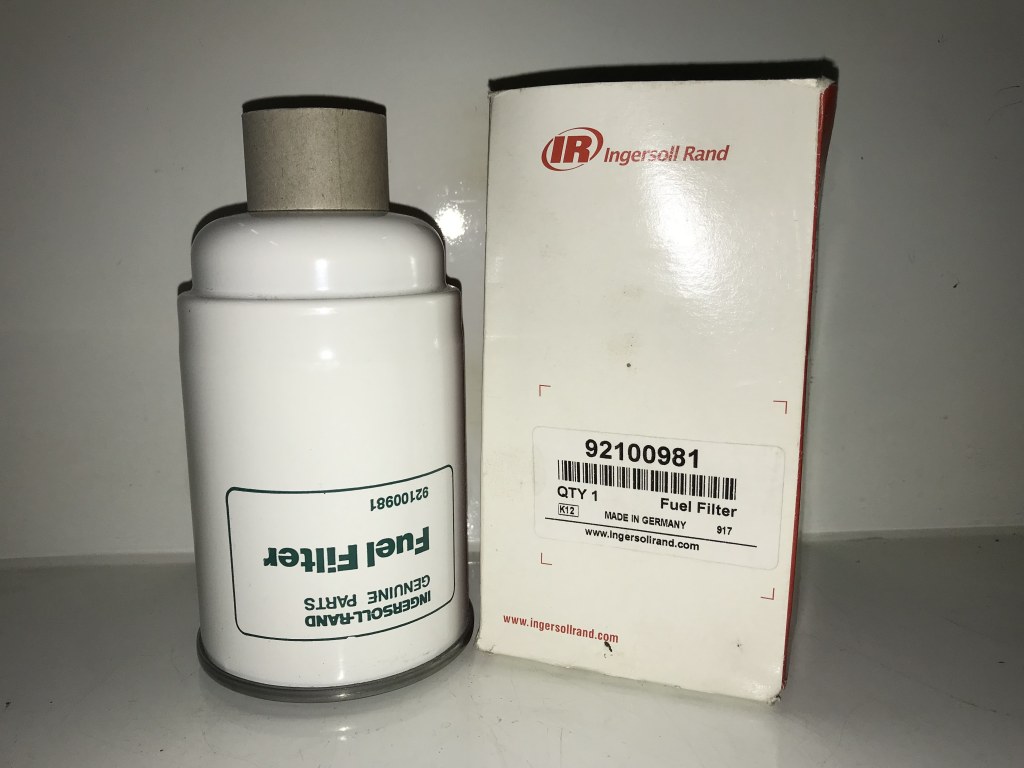 INGERSOLL-RAND
GENUINE PARTS
Fuel Filter
92100981
IR Ingersoll Rand
92100981
QTY 1 Fuel Filter
K12 MADE IN GERMANY 917
www.ingersollrand.com
www.ingersollrand.com